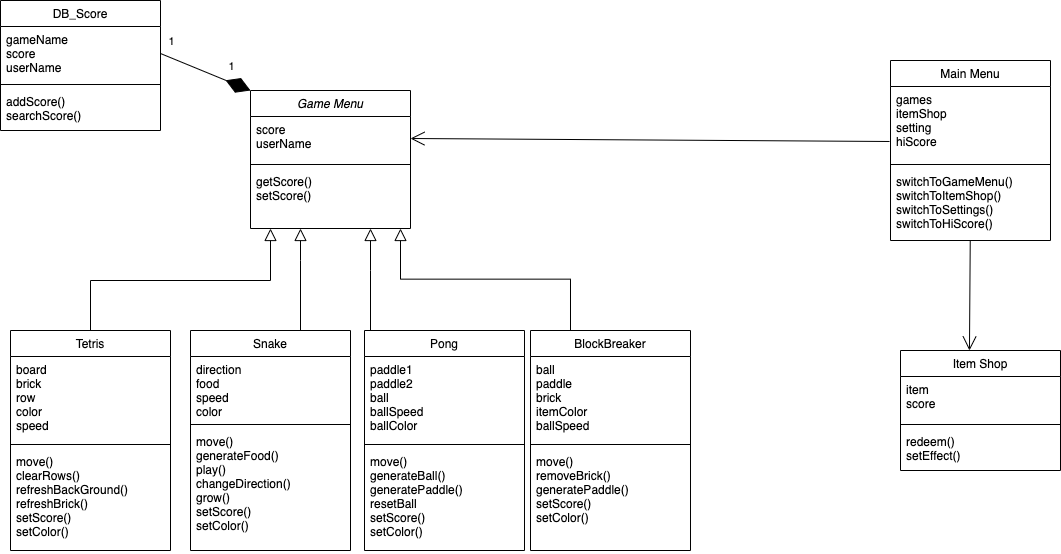 DB_Score
gameName
score
userName
addScore()
searchScore()
1
1
Game Menu
score
userName
getScore()
setScore()
Main Menu
games
itemShop
setting
hiScore
switchToGameMenu()
switchToItemShop()
switchToSettings()
switchToHiScore()
Tetris
board
brick
row
color
speed
move()
clearRows()
refreshBackGround()
refreshBrick()
setScore()
setColor()
Snake
direction
food
speed
color
move()
generateFood()
play()
changeDirection()
grow()
setScore()
setColor()
Pong
paddle1
paddle2
ball
ballSpeed
ballColor
move()
generateBall()
generatePaddle()
resetBall
setScore()
setColor()
BlockBreaker
ball
paddle
brick
itemColor
ballSpeed
move()
removeBrick()
generatePaddle()
setScore()
setColor()
Item Shop
item
score
redeem()
setEffect()